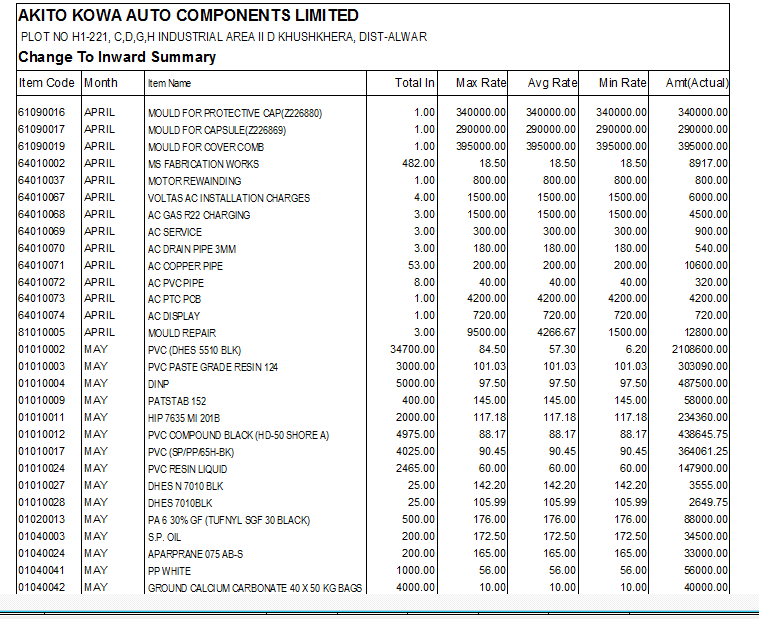 AKITO KOWA AUTO COMPONENTS LIMITED
PLOT NO H1-221, C,D,G,H INDUSTRIAL AREA II D KHUSHKHERA, DIST-ALWAR
Change To Inward Summary
Item Code Month Item Name Total In Max Rate Avg Rate Min Rate Amt(Actual)
61090016 APRIL MOULD FOR PROTECTIVE CAP(Z226880) 1.00 340000.00 340000.00 340000.00 340000.00
61090017 APRIL MOULD FOR CAPSULE(Z226869) 1.00 290000.00 290000.00 290000.00 290000.00
61090019 APRIL MOULD FOR COVER COMB 1.00 395000.00 395000.00 395000.00 395000.00
64010002 APRIL MS FABRICATION WORKS 482.00 18.50 18.50 18.50 8917.00
64010037 APRIL MOTOR REWAINDING 1.00 800.00 800.00 800.00 800.00
64010067 APRIL VOLTAS AC INSTALLATION CHARGES 4.00 1500.00 1500.00 1500.00 6000.00
64010068 APRIL AC GAS R22 CHARGING 3.00 1500.00 1500.00 1500.00 4500.00
64010069 APRIL AC SERVICE 3.00 300.00 300.00 300.00 900.00
64010070 APRIL AC DRAIN PIPE 3MM 3.00 180.00 180.00 180.00 540.00
64010071 APRIL AC COPPER PIPE 53.00 200.00 200.00 200.00 10600.00
64010072 APRIL AC PVC PIPE 8.00 40.00 40.00 40.00 320.00
64010073 APRIL AC PTC PCB 1.00 4200.00 4200.00 4200.00 4200.00
64010074 APRIL AC DISPLAY 1.00 720.00 720.00 720.00 720.00
81010005 APRIL MOULD REPAIR 3.00 9500.00 4266.67 1500.00 12800.00
01010002 MAY PVC (DHES 5510 BLK) 34700.00 84.50 57.30 6.20 2108600.00
01010003 MAY PVC PASTE GRADE RESIN 124 3000.00 101.03 101.03 101.03 303090.00
01010004 MAY DINP 5000.00 97.50 97.50 97.50 487500.00
01010009 MAY PATSTAB 152 400.00 145.00 145.00 145.00 58000.00
01010011 MAY HIP 7635 MI 201B 2000.00 117.18 117.18 117.18 234360.00
01010012 MAY PVC COMPOUND BLACK (HD-50 SHORE A) 4975.00 88.17 88.17 88.17 438645.75
01010017 MAY PVC (SP/PP/65H-BK) 4025.00 90.45 90.45 90.45 364061.25
01010024 MAY PVC RESIN LIQUID 2465.00 60.00 60.00 60.00 147900.00
01010027 MAY DHES N 7010 BLK 25.00 142.20 142.20 142.20 3555.00
01010028 MAY DHES 7010BLK 25.00 105.99 105.99 105.99 2649.75
01020013 MAY PA 6 30% GF (TUFNYL SGF 30 BLACK) 500.00 176.00 176.00 176.00 88000.00
01040003 MAY S.P. OIL 200.00 172.50 172.50 172.50 34500.00
01040024 MAY APARPRANE 075 AB-S 200.00 165.00 165.00 165.00 33000.00
01040041 MAY PP WHITE 1000.00 56.00 56.00 56.00 56000.00
01040042 MAY GROUND CALCIUM CARBONATE 40 X 50 KG BAGS 4000.00 10.00 10.00 10.00 40000.00